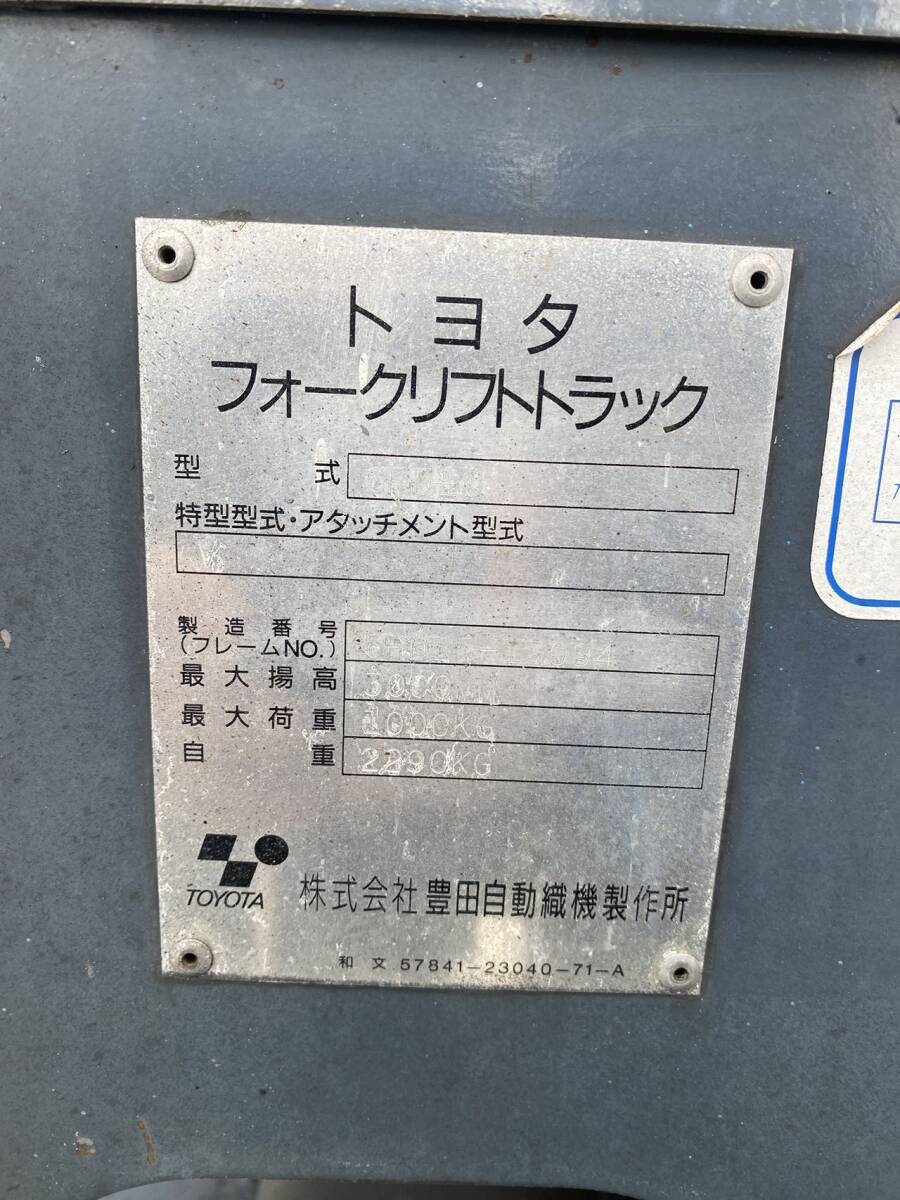 トヨタ
フォークリフトトラック
型式
特型型式・アタッチメント型式
製造番号
(フレームNO.)
最大揚高
最大荷重
自重 2290KG
TOYOTA 株式会社 豊田自動織機製作所
和文 57841-23040-71-A